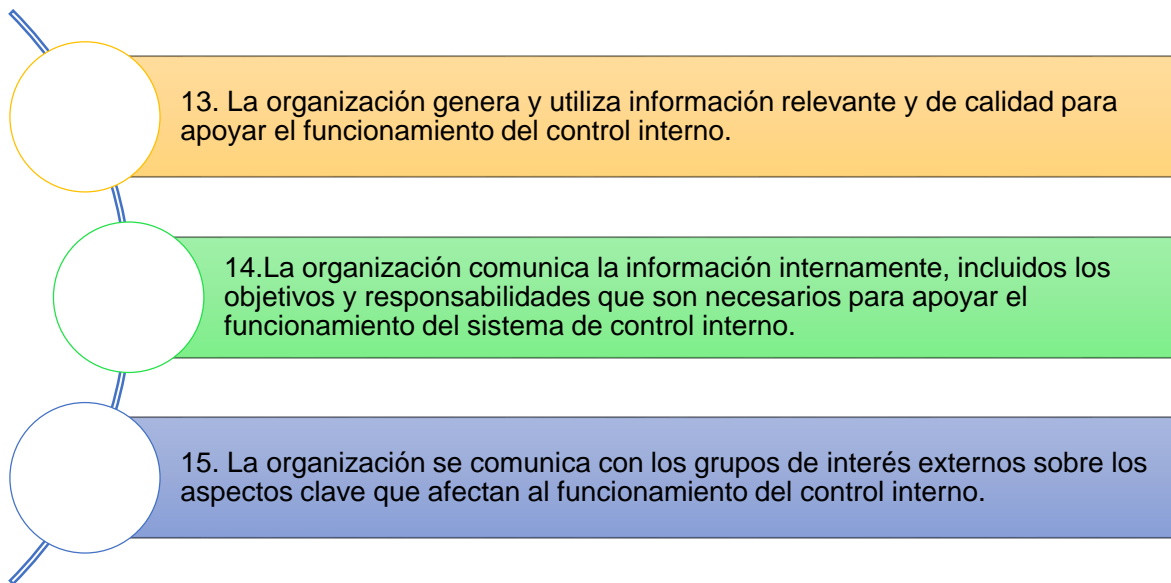 13. La organización genera y utiliza información relevante y de calidad para
apoyar el funcionamiento del control interno.
14.La organización comunica la información internamente, incluidos los
objetivos y responsabilidades que son necesarios para apoyar el
funcionamiento del sistema de control interno.
15. La organización se comunica con los grupos de interés externos sobre los
aspectos clave que afectan al funcionamiento del control interno.